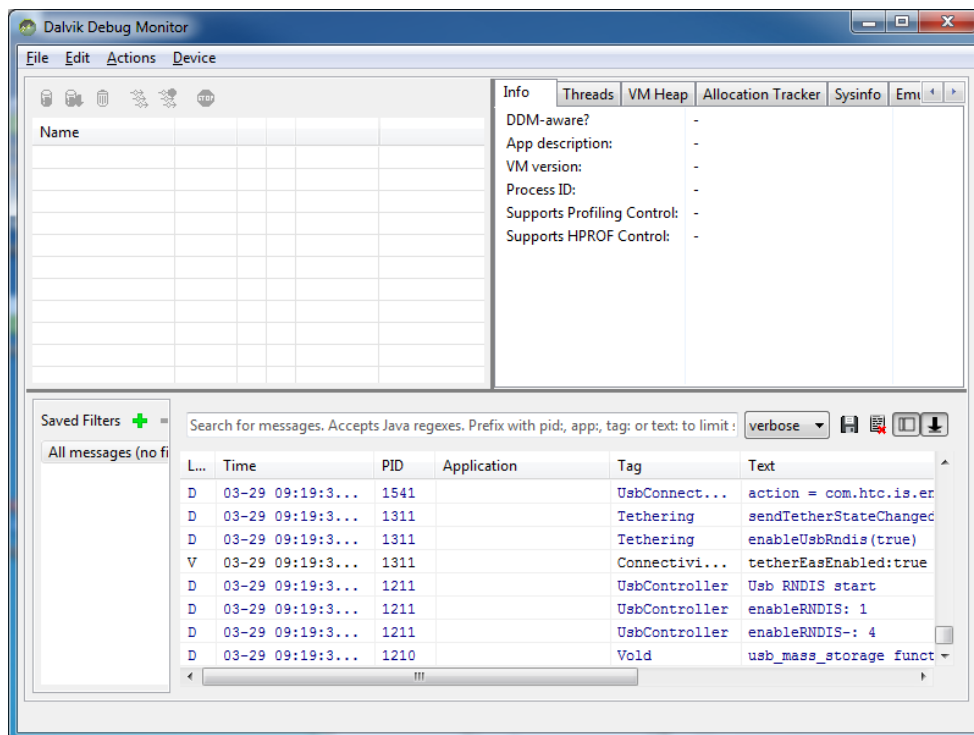 Dalvik Debug Monitor
File Edit Actions Device
STOP
Name
Info Threads VM Heap Allocation Tracker Sysinfo Emu
DDM-aware? -
App description: -
VM version: -
Process ID: -
Supports Profiling Control: -
Supports HPROF Control: -
Saved Filters
All messages (no fi
Search for messages. Accepts Java regexes. Prefix with pid:, app:, tag: or text: to limit s
verbose
L... Time PID Application Tag Text
D 03-29 09:19:3... 1541 UsbConnect... action = com.htc.is.en
D 03-29 09:19:3... 1311 Tethering sendTetherStateChanged
D 03-29 09:19:3... 1311 Tethering enableUsbRndis(true)
V 03-29 09:19:3... 1311 Connectivi... tetherEasEnabled:true
D 03-29 09:19:3... 1211 UsbController Usb RNDIS start
D 03-29 09:19:3... 1211 UsbController enableRNDIS: 1
D 03-29 09:19:3... 1211 UsbController enableRNDIS-: 4
D 03-29 09:19:3... 1210 Vold usb_mass_storage funct